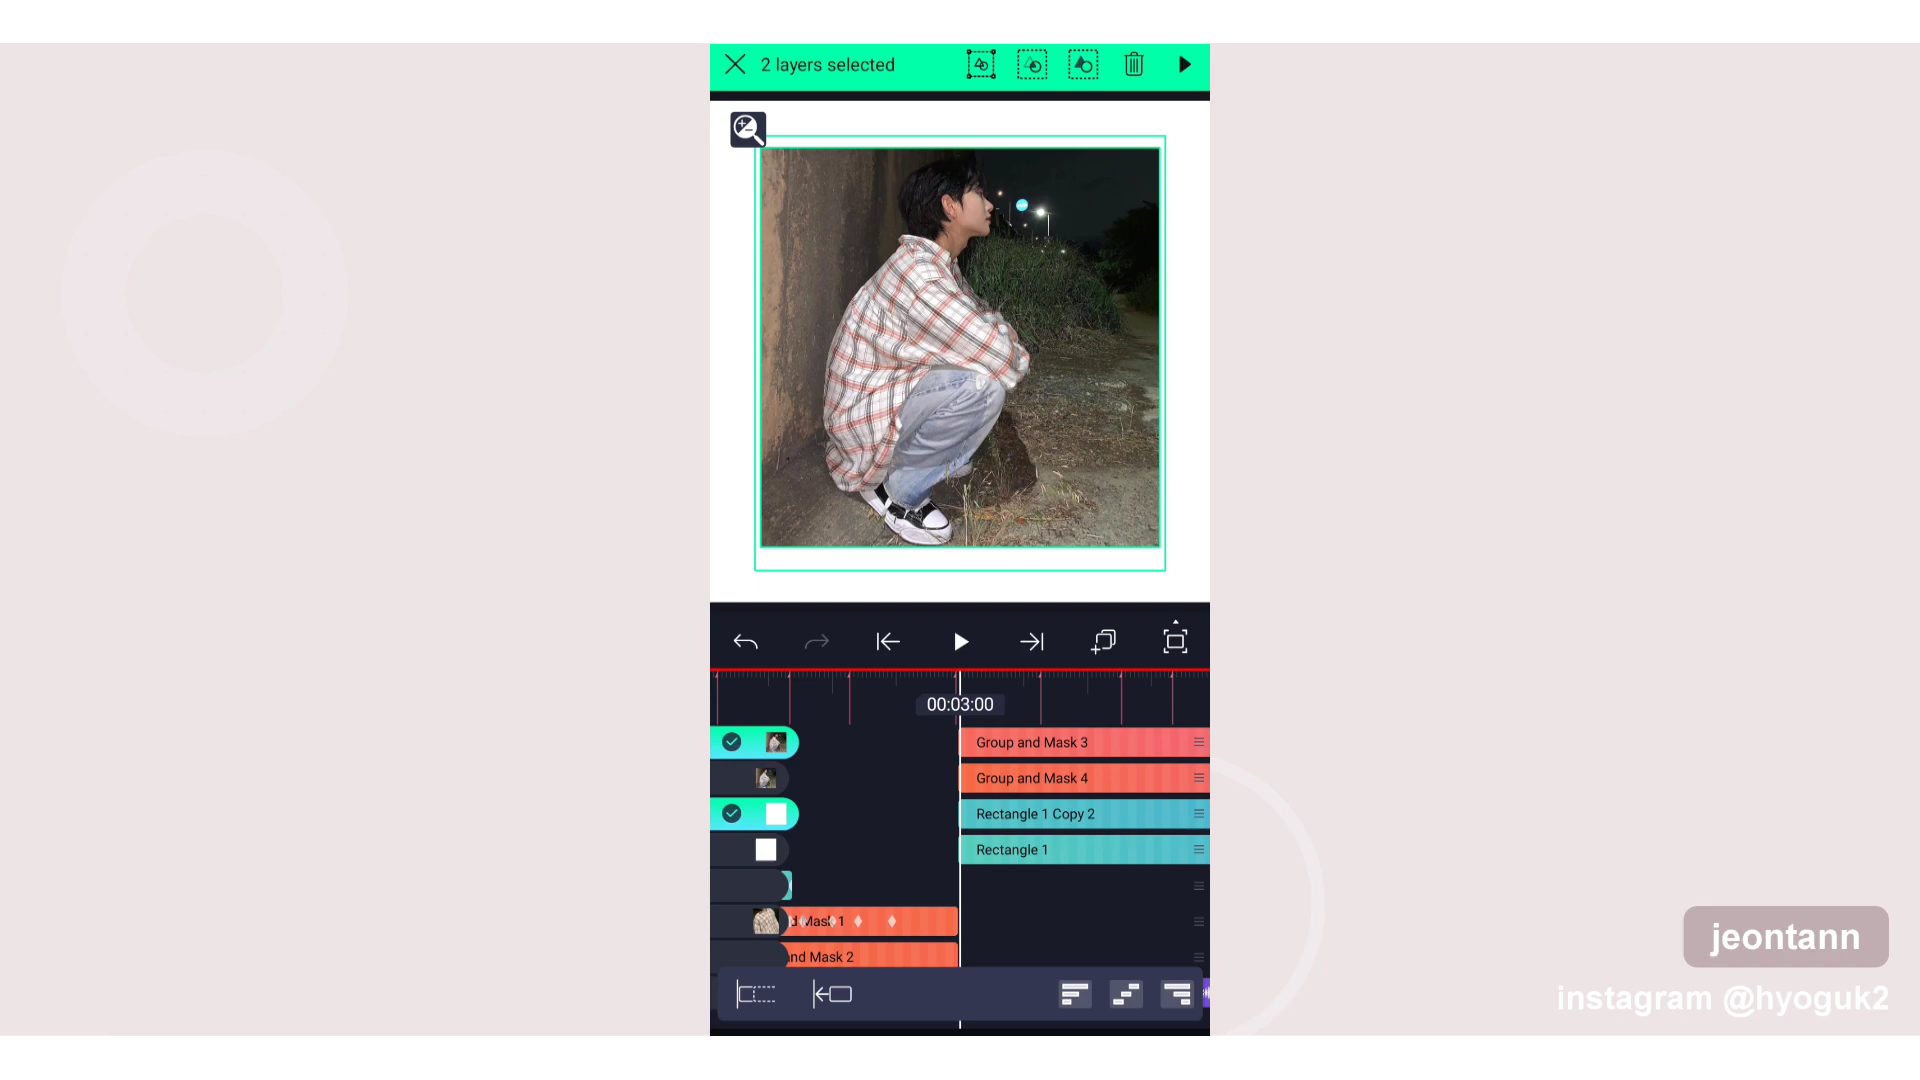 2 layers selected
00:03:00
Group and Mask 3
Group and Mask 4
Rectangle 1 Copy 2
Rectangle 1
d Mask 1
nd Mask 2
jeontann
instagram @hyoguk2